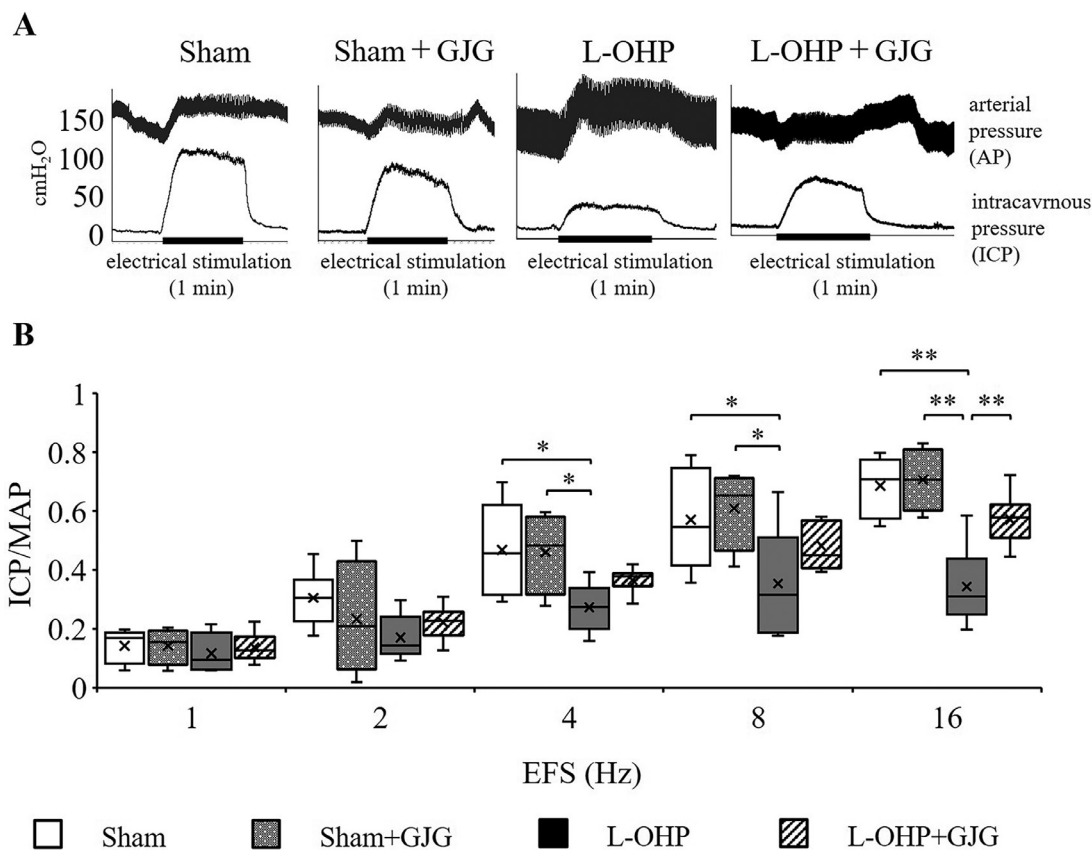 A
Sham
Sham + GJG
L-OHP
L-OHP + GJG
cmH2O
150
100
50
0
arterial
pressure
(AP)
intracavrnous
pressure
(ICP)
electrical stimulation
(1 min)
electrical stimulation
(1 min)
electrical stimulation
(1 min)
electrical stimulation
(1 min)
B
ICP/MAP
1
0.8
0.6
0.4
0.2
0
**
** **
*
*
*
*
1 2 4 8 16
EFS (Hz)
Sham Sham+GJG L-OHP L-OHP+GJG